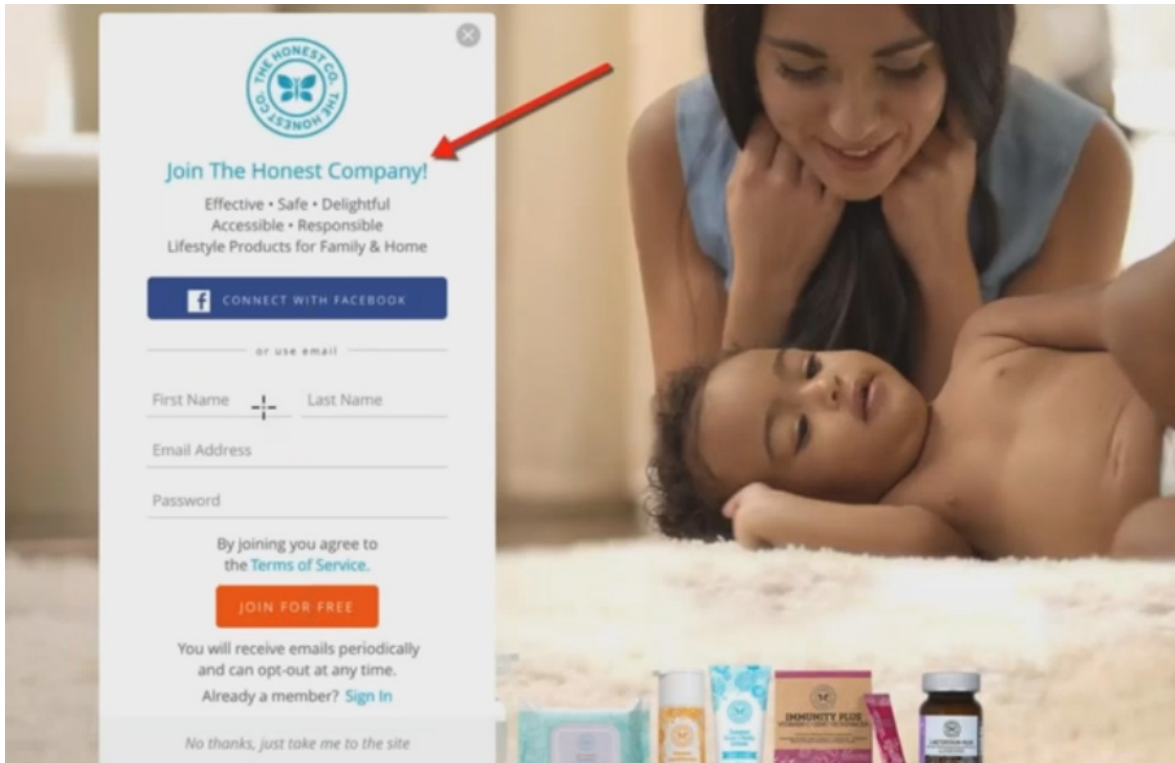 THE HONEST CO. THE HONEST CO.
Join The Honest Company!
Effective • Safe • Delightful
Accessible • Responsible
Lifestyle Products for Family & Home
f CONNECT WITH FACEBOOK
or use email
First Name Last Name
Email Address
Password
By joining you agree to
the Terms of Service.
JOIN FOR FREE
You will receive emails periodically
and can opt-out at any time.
Already a member? Sign In
No thanks, just take me to the site
IMMUNITY PLUS